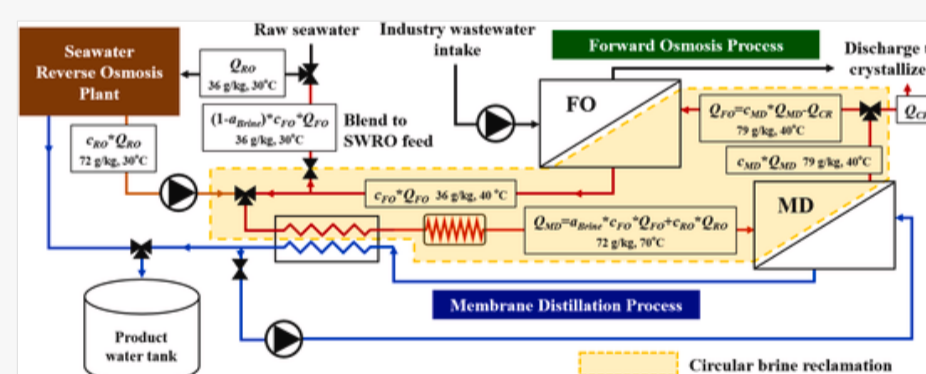 Raw seawater
Industry wastewater
intake
Seawater
Reverse Osmosis
Plant
Q_RO
36 g/kg, 30°C
Forward Osmosis Process
Discharge
crystallize
FO
Q_FO=c_MD*Q_MD-Q_CR
79 g/kg, 40°C
(1-a_Brine)*c_FO*Q_FO
36 g/kg, 30°C
Blend to
SWRO feed
c_RO*Q_RO
72 g/kg, 30°C
c_MD*Q_MD 79 g/kg, 40°C
c_FO*Q_FO 36 g/kg, 40 °C
MD
Q_MD=a_Brine*c_FO*Q_FO+c_RO*Q_RO
72 g/kg, 70°C
Membrane Distillation Process
Product
water tank
Circular brine reclamation